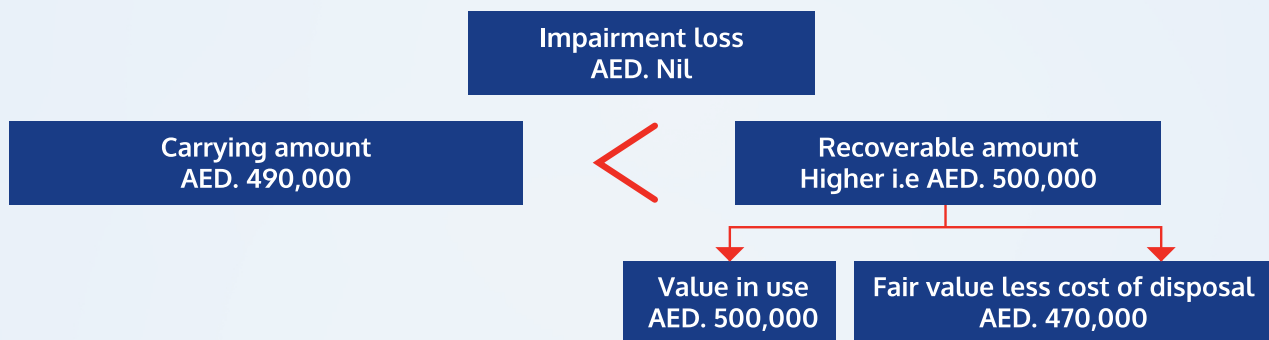 Impairment loss
AED. Nil
Carrying amount
AED. 490,000
Recoverable amount
Higher i.e AED. 500,000
Value in use
AED. 500,000
Fair value less cost of disposal
AED. 470,000